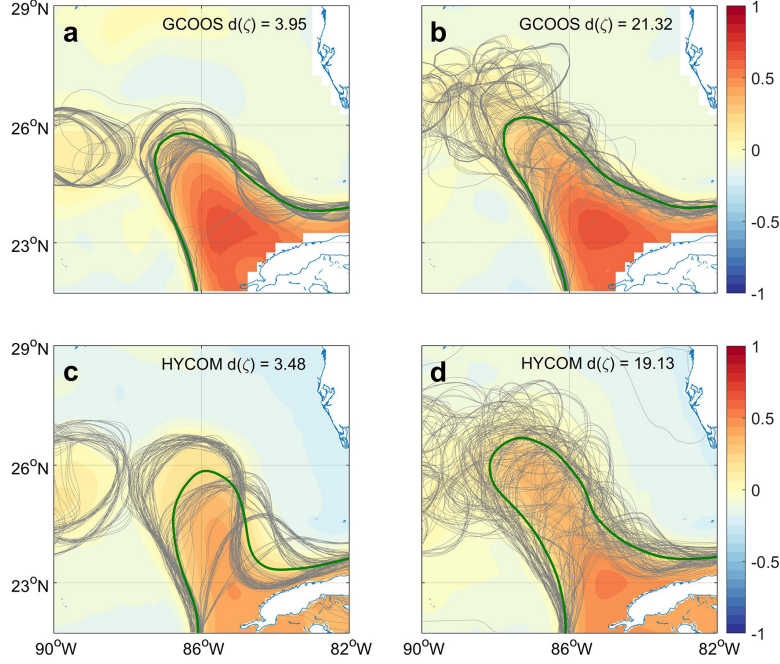 29°N
a
GCOOS d(ζ) = 3.95
26°N
23°N
b
GCOOS d(ζ) = 21.32
1
0.5
0
-0.5
-1
29°N
c
HYCOM d(ζ) = 3.48
26°N
23°N
90°W
86°W
82°W
d
HYCOM d(ζ) = 19.13
90°W
86°W
82°W
1
0.5
0
-0.5
-1